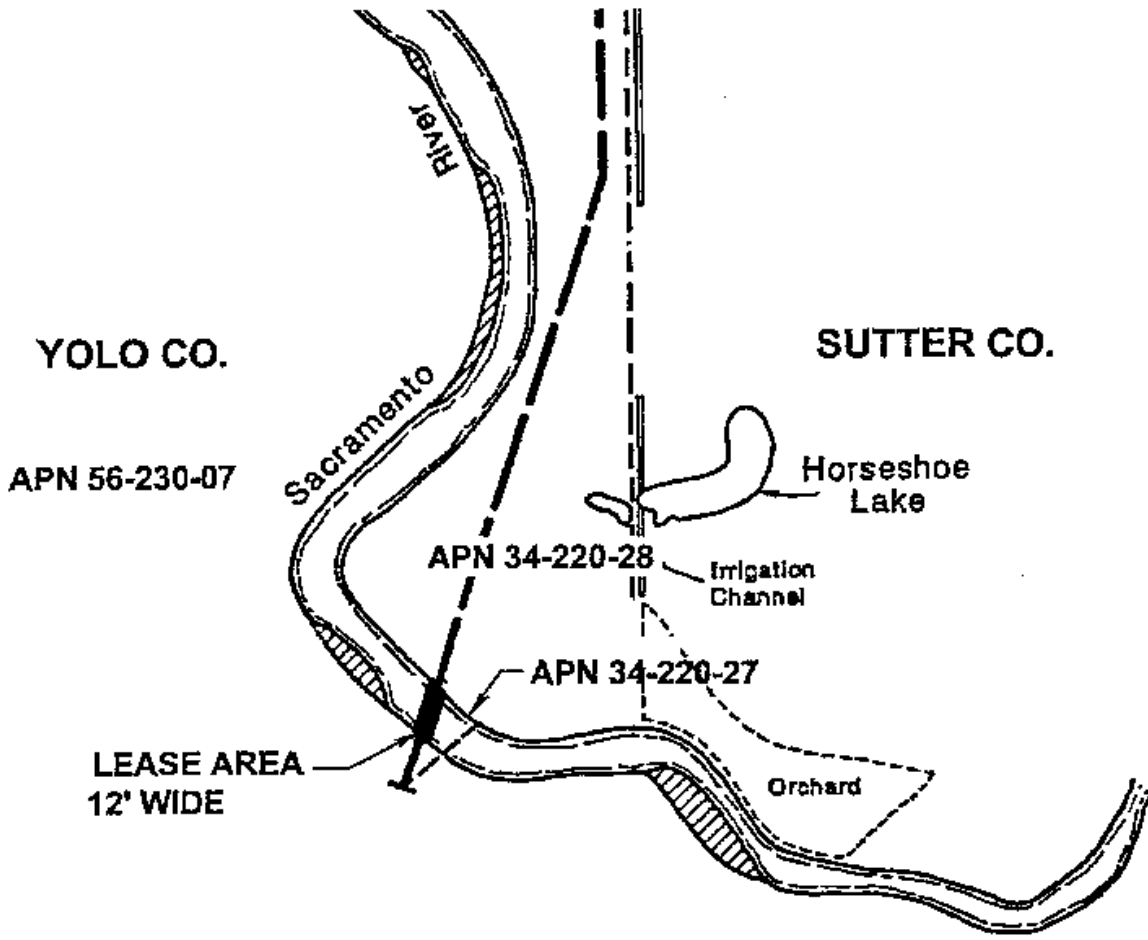 River
YOLO CO.
SUTTER CO.
Sacramento
APN 56-230-07
Horseshoe
Lake
APN 34-220-28
Irrigation
Channel
APN 34-220-27
LEASE AREA
12' WIDE
Orchard